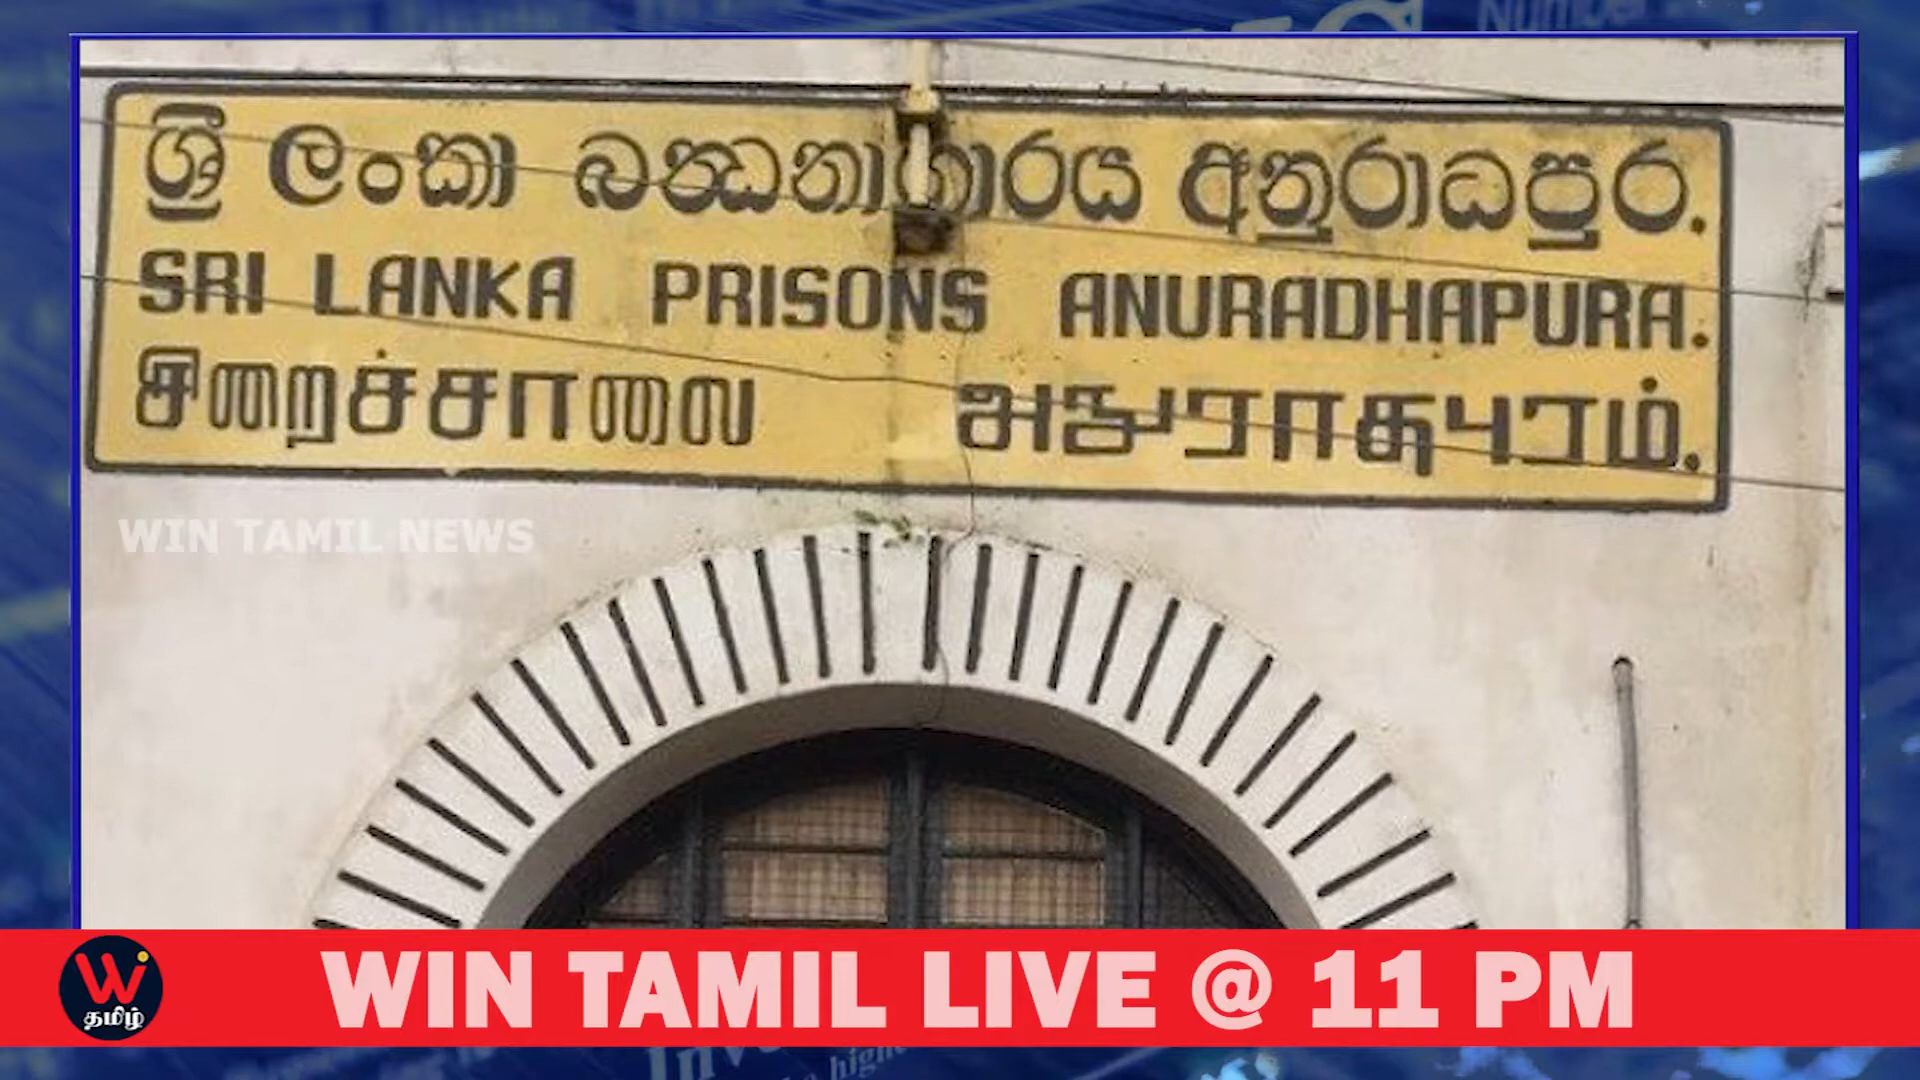 ශ්‍රී ලංකා බන්ධනාගාරය අනුරාධපුර.
SRI LANKA PRISONS ANURADHAPURA.
சிறைச்சாலை அநுராதபுரம்.
WIN TAMIL NEWS
தமிழ்
WIN TAMIL LIVE @ 11 PM